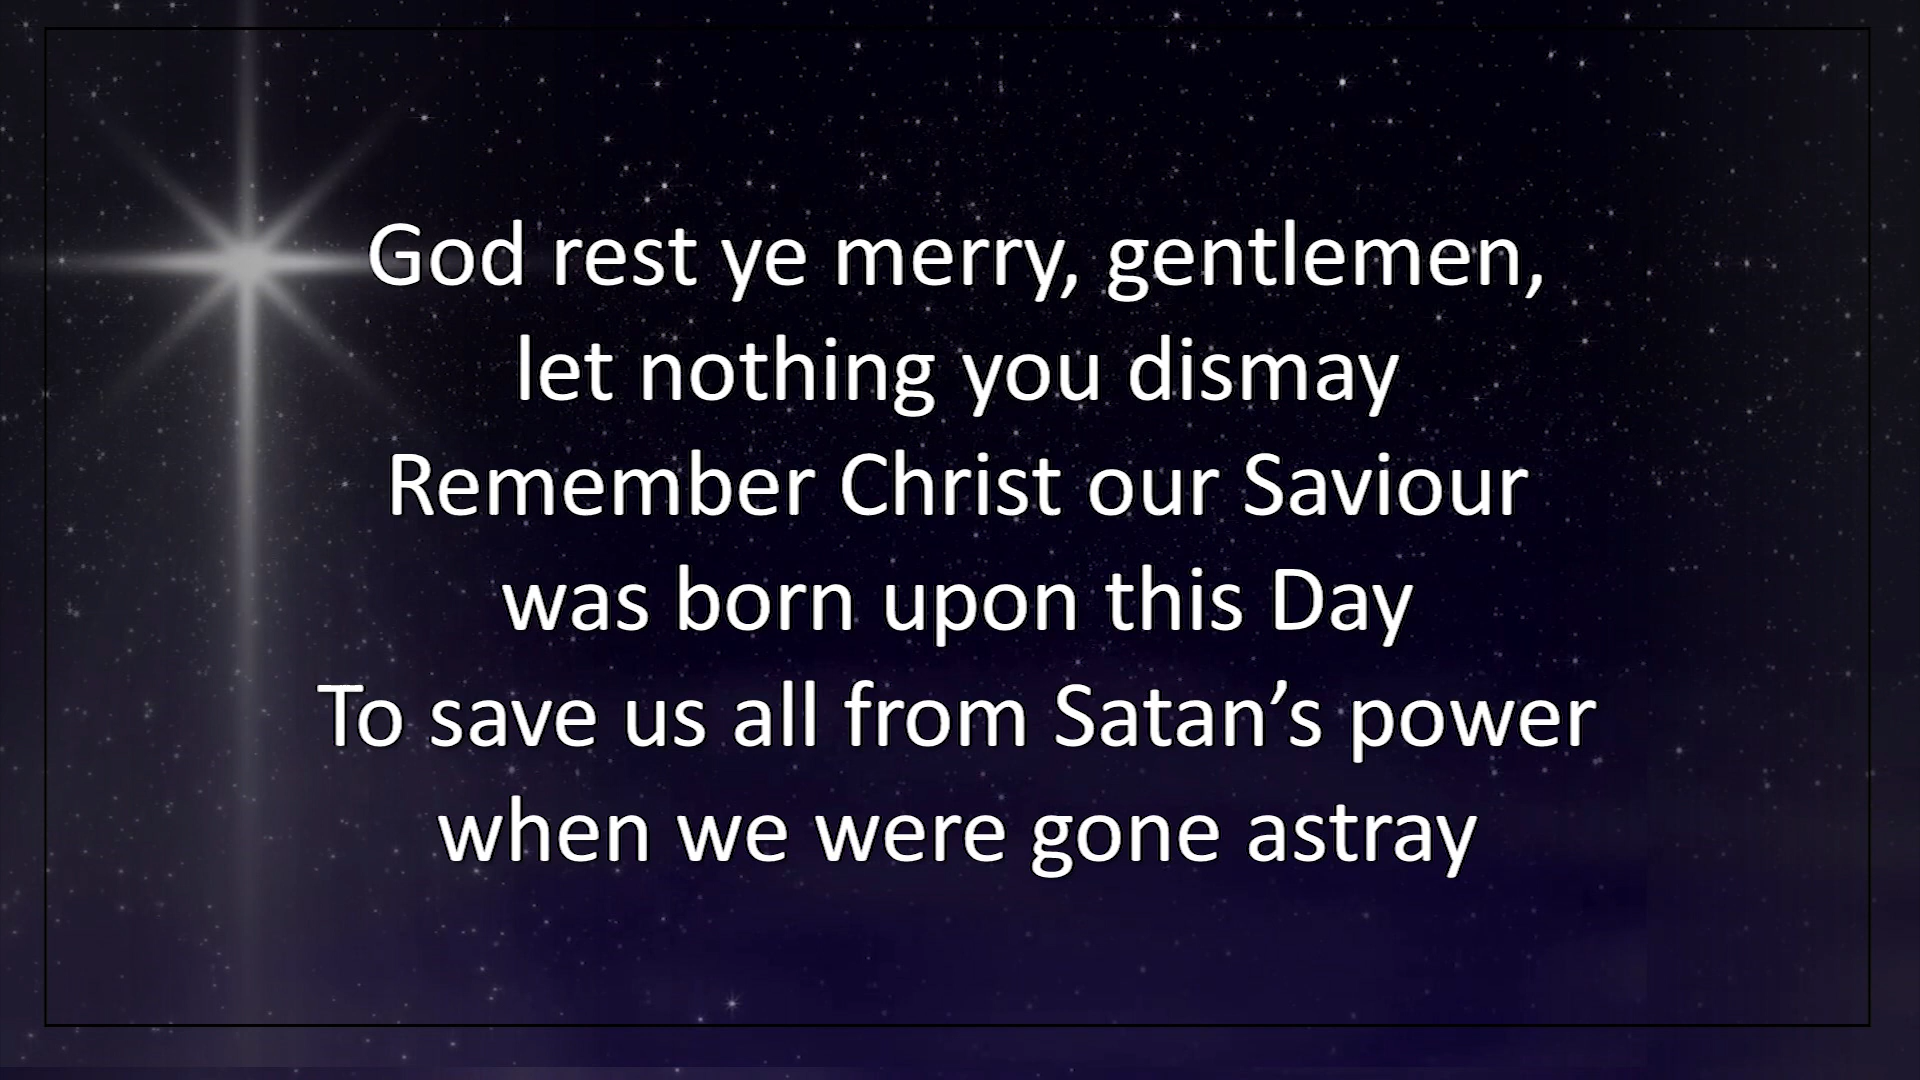 God rest ye merry, gentlemen,
let nothing you dismay
Remember Christ our Saviour
was born upon this Day
To save us all from Satan’s power
when we were gone astray